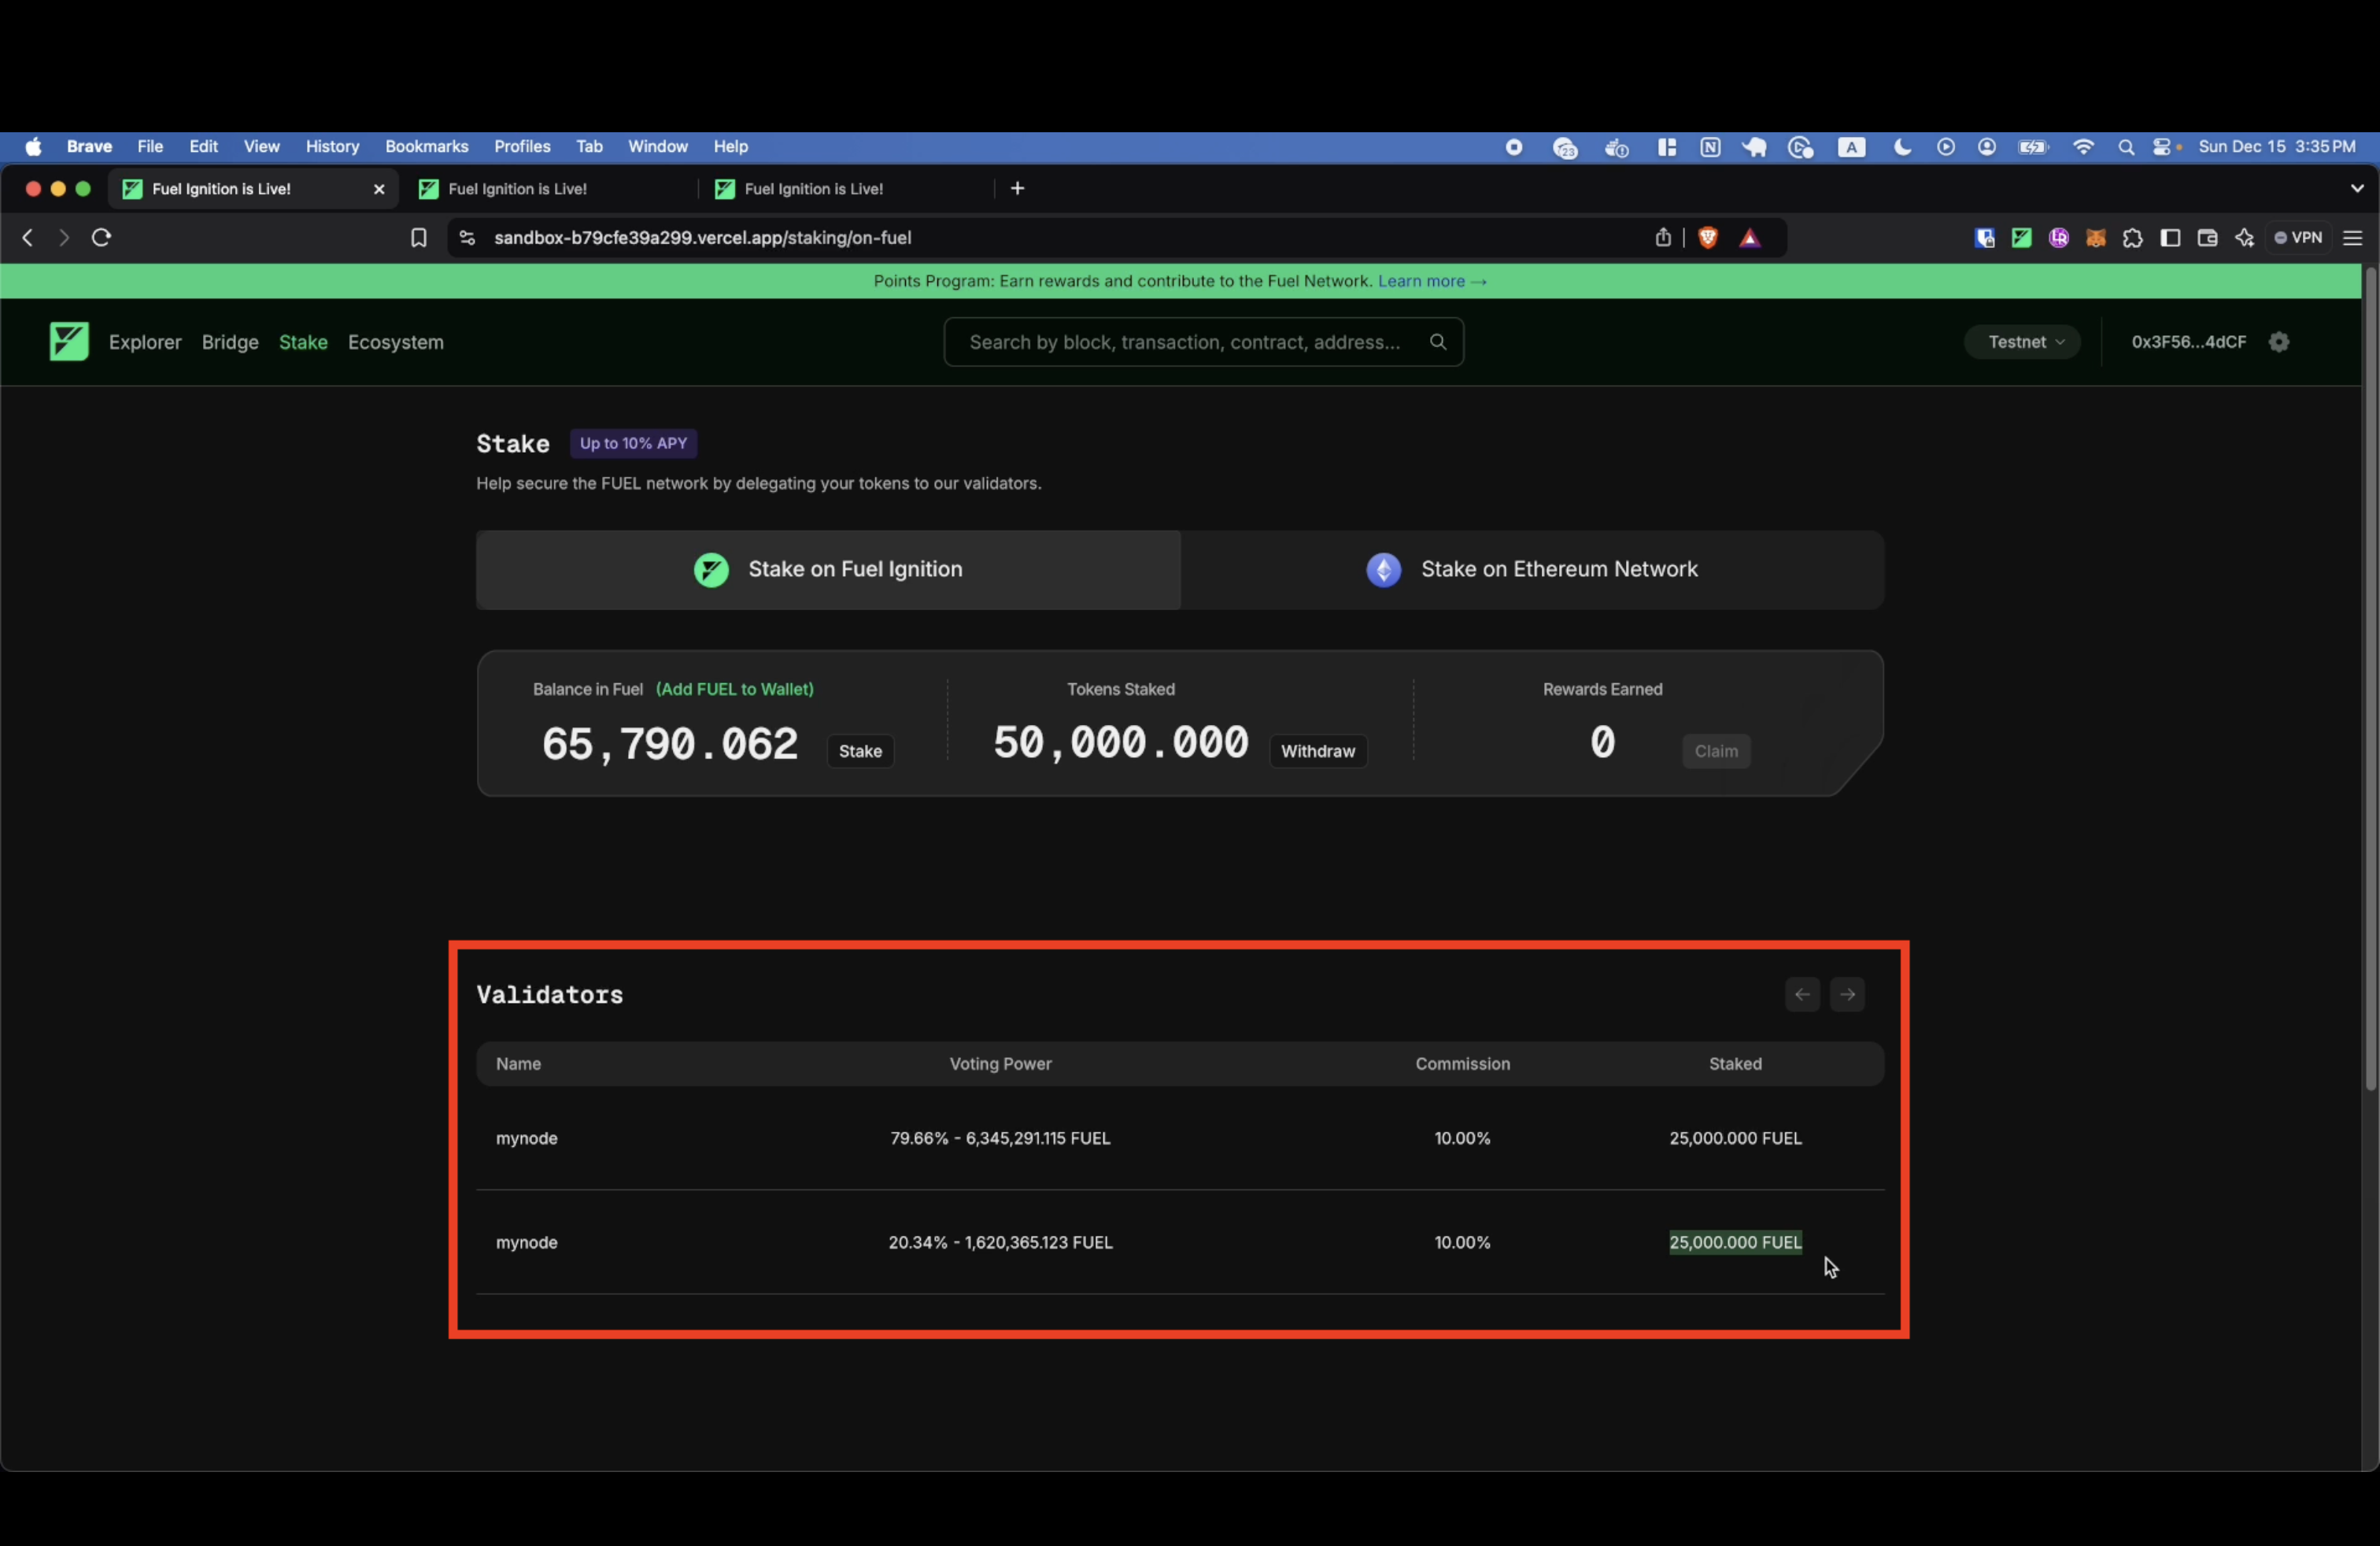 Brave File Edit View History Bookmarks Profiles Tab Window Help 23 A Sun Dec 15 3:35 PM
Fuel Ignition is Live! Fuel Ignition is Live! Fuel Ignition is Live!
sandbox-b79cfe39a299.vercel.app/staking/on-fuel VPN
Points Program: Earn rewards and contribute to the Fuel Network. Learn more →
Explorer Bridge Stake Ecosystem Search by block, transaction, contract, address... Testnet 0x3F56...4dCF
Stake Up to 10% APY
Help secure the FUEL network by delegating your tokens to our validators.
Stake on Fuel Ignition Stake on Ethereum Network
Balance in Fuel (Add FUEL to Wallet) Tokens Staked Rewards Earned
65,790.062 Stake 50,000.000 Withdraw 0 Claim
Validators
Name Voting Power Commission Staked
mynode 79.66% - 6,345,291.115 FUEL 10.00% 25,000.000 FUEL
mynode 20.34% - 1,620,365.123 FUEL 10.00% 25,000.000 FUEL